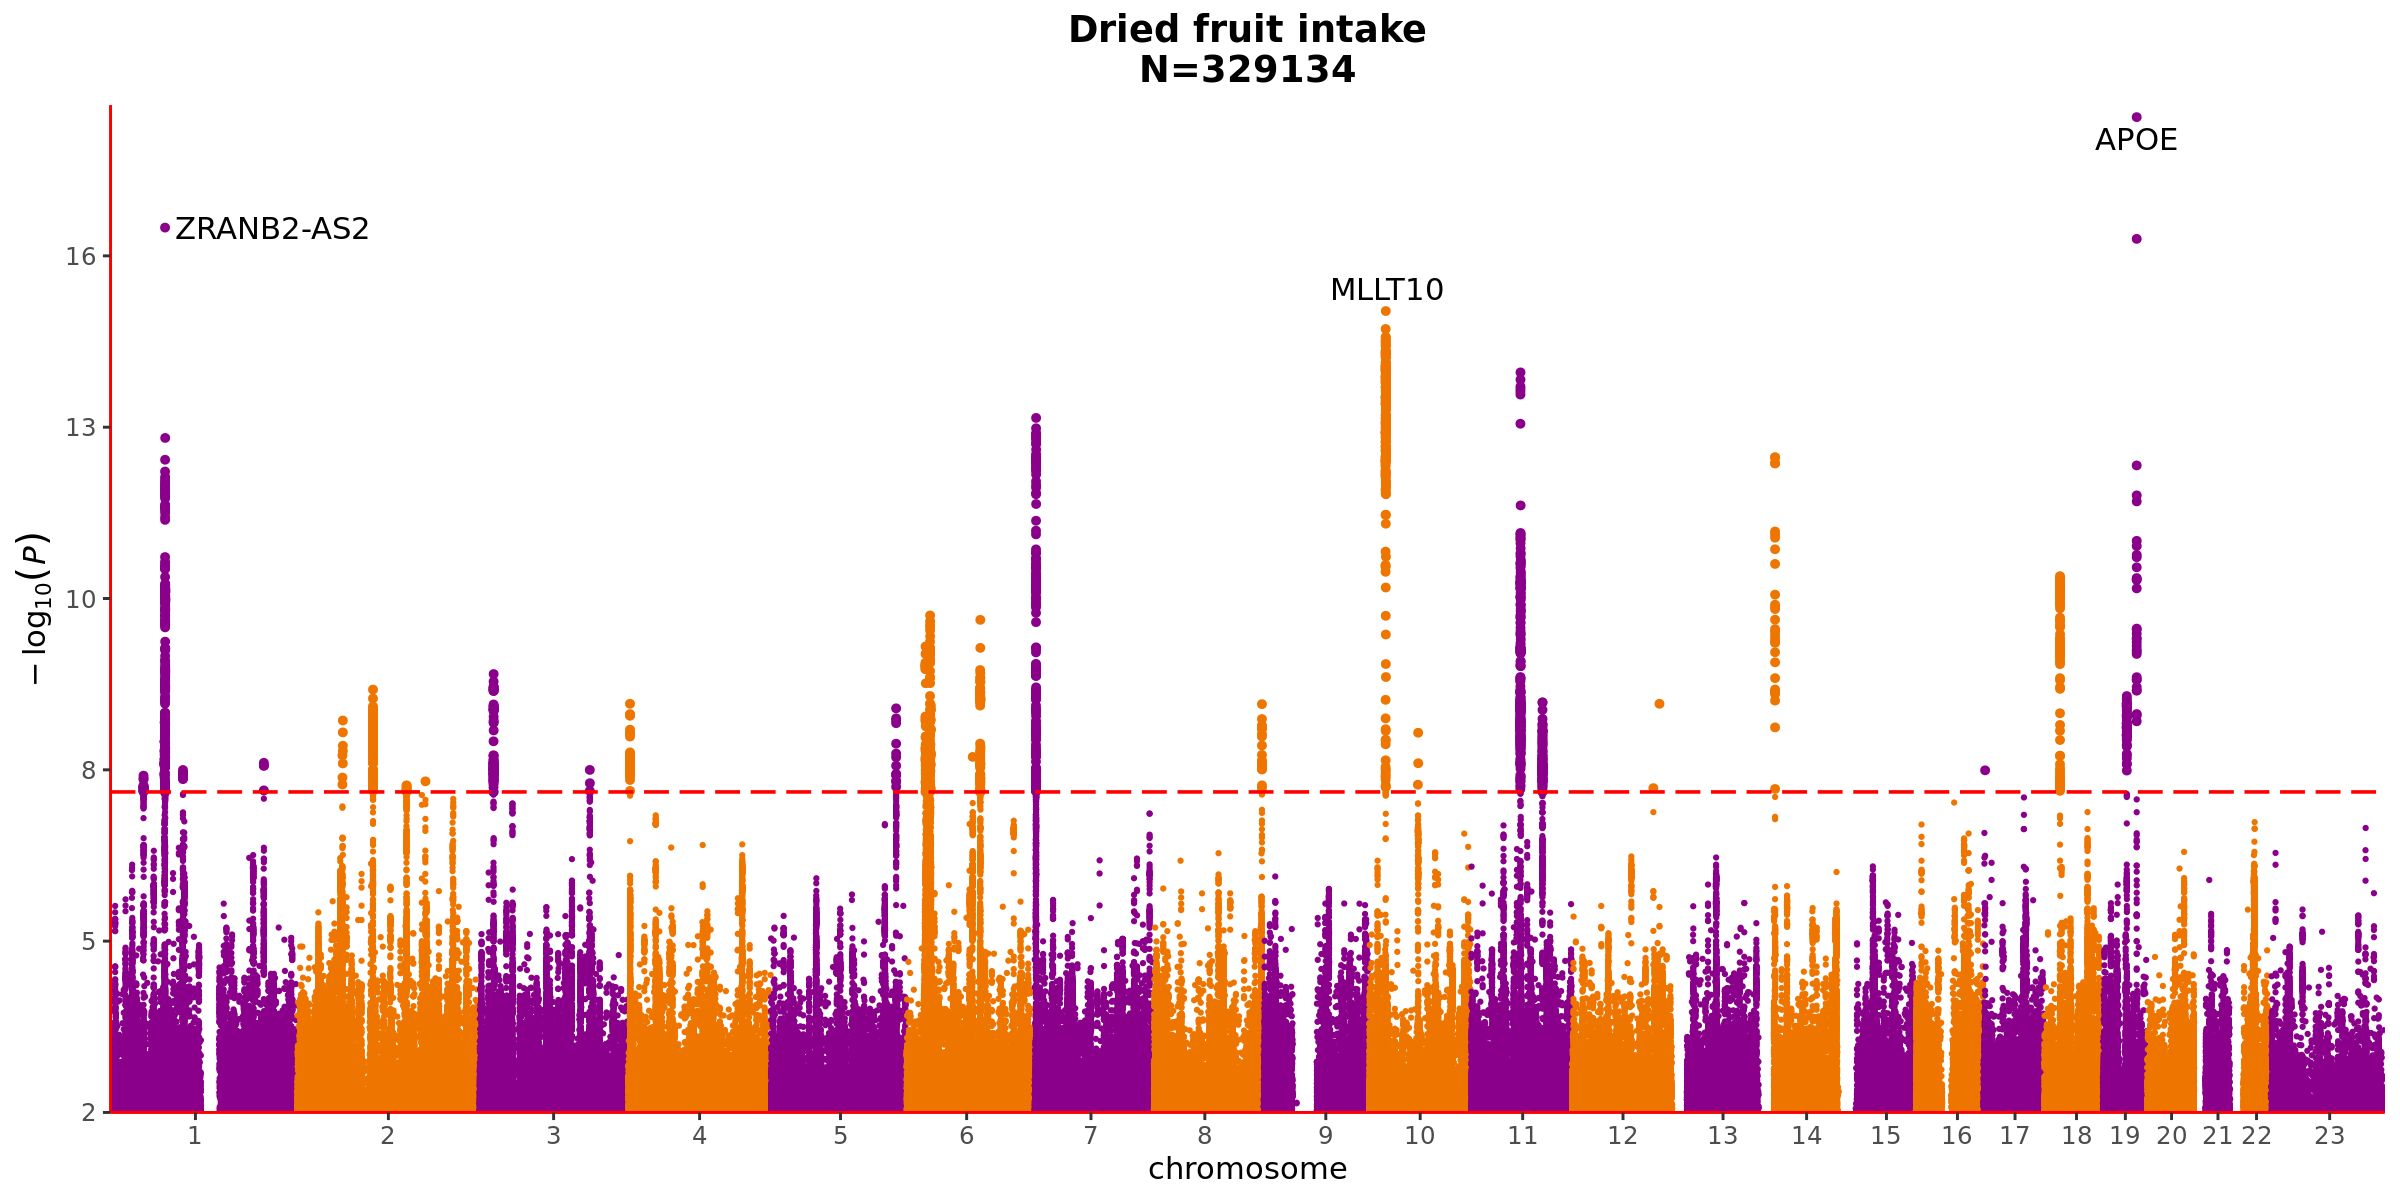 Dried fruit intake
N=329134
APOE
ZRANB2-AS2
MLLT10
16
13
10
8
5
2
−log10(P)
1 2 3 4 5 6 7 8 9 10 11 12 13 14 15 16 17 18 19 20 21 22 23
chromosome